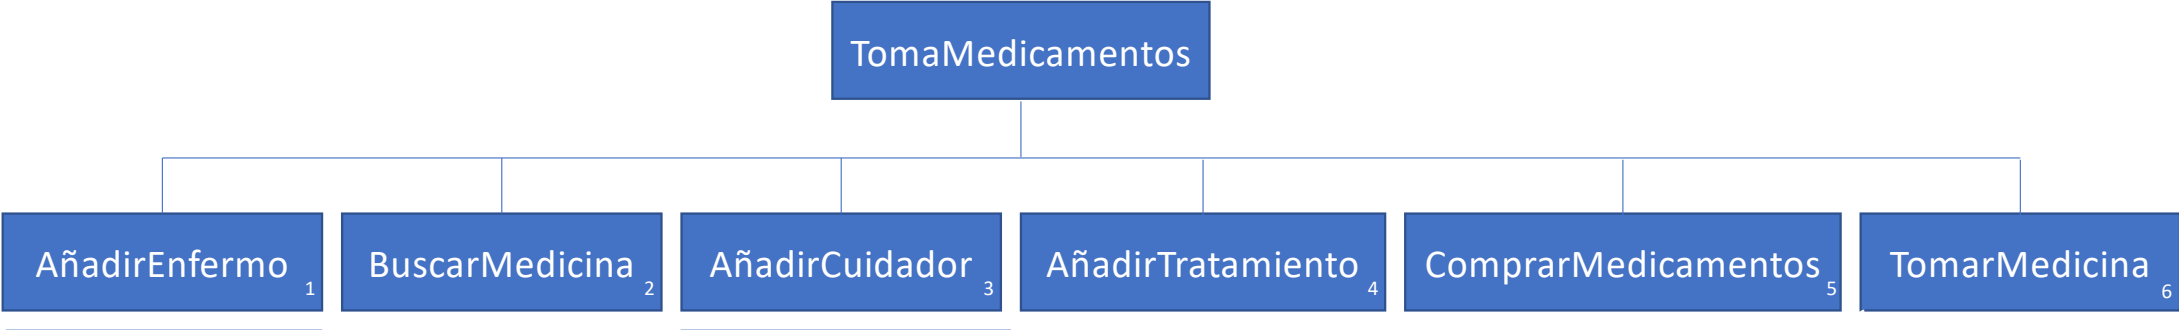 TomaMedicamentos
AñadirEnfermo 1
BuscarMedicina 2
AñadirCuidador 3
AñadirTratamiento 4
ComprarMedicamentos 5
TomarMedicina 6